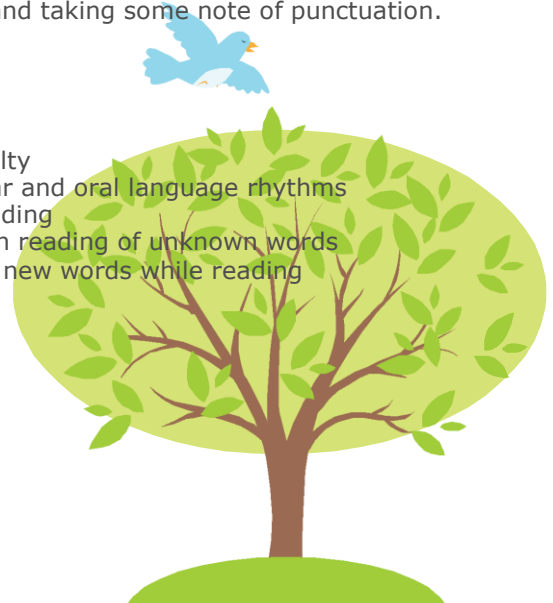 and taking some note of punctuation.
lty
r and oral language rhythms
ding
n reading of unknown words
new words while reading